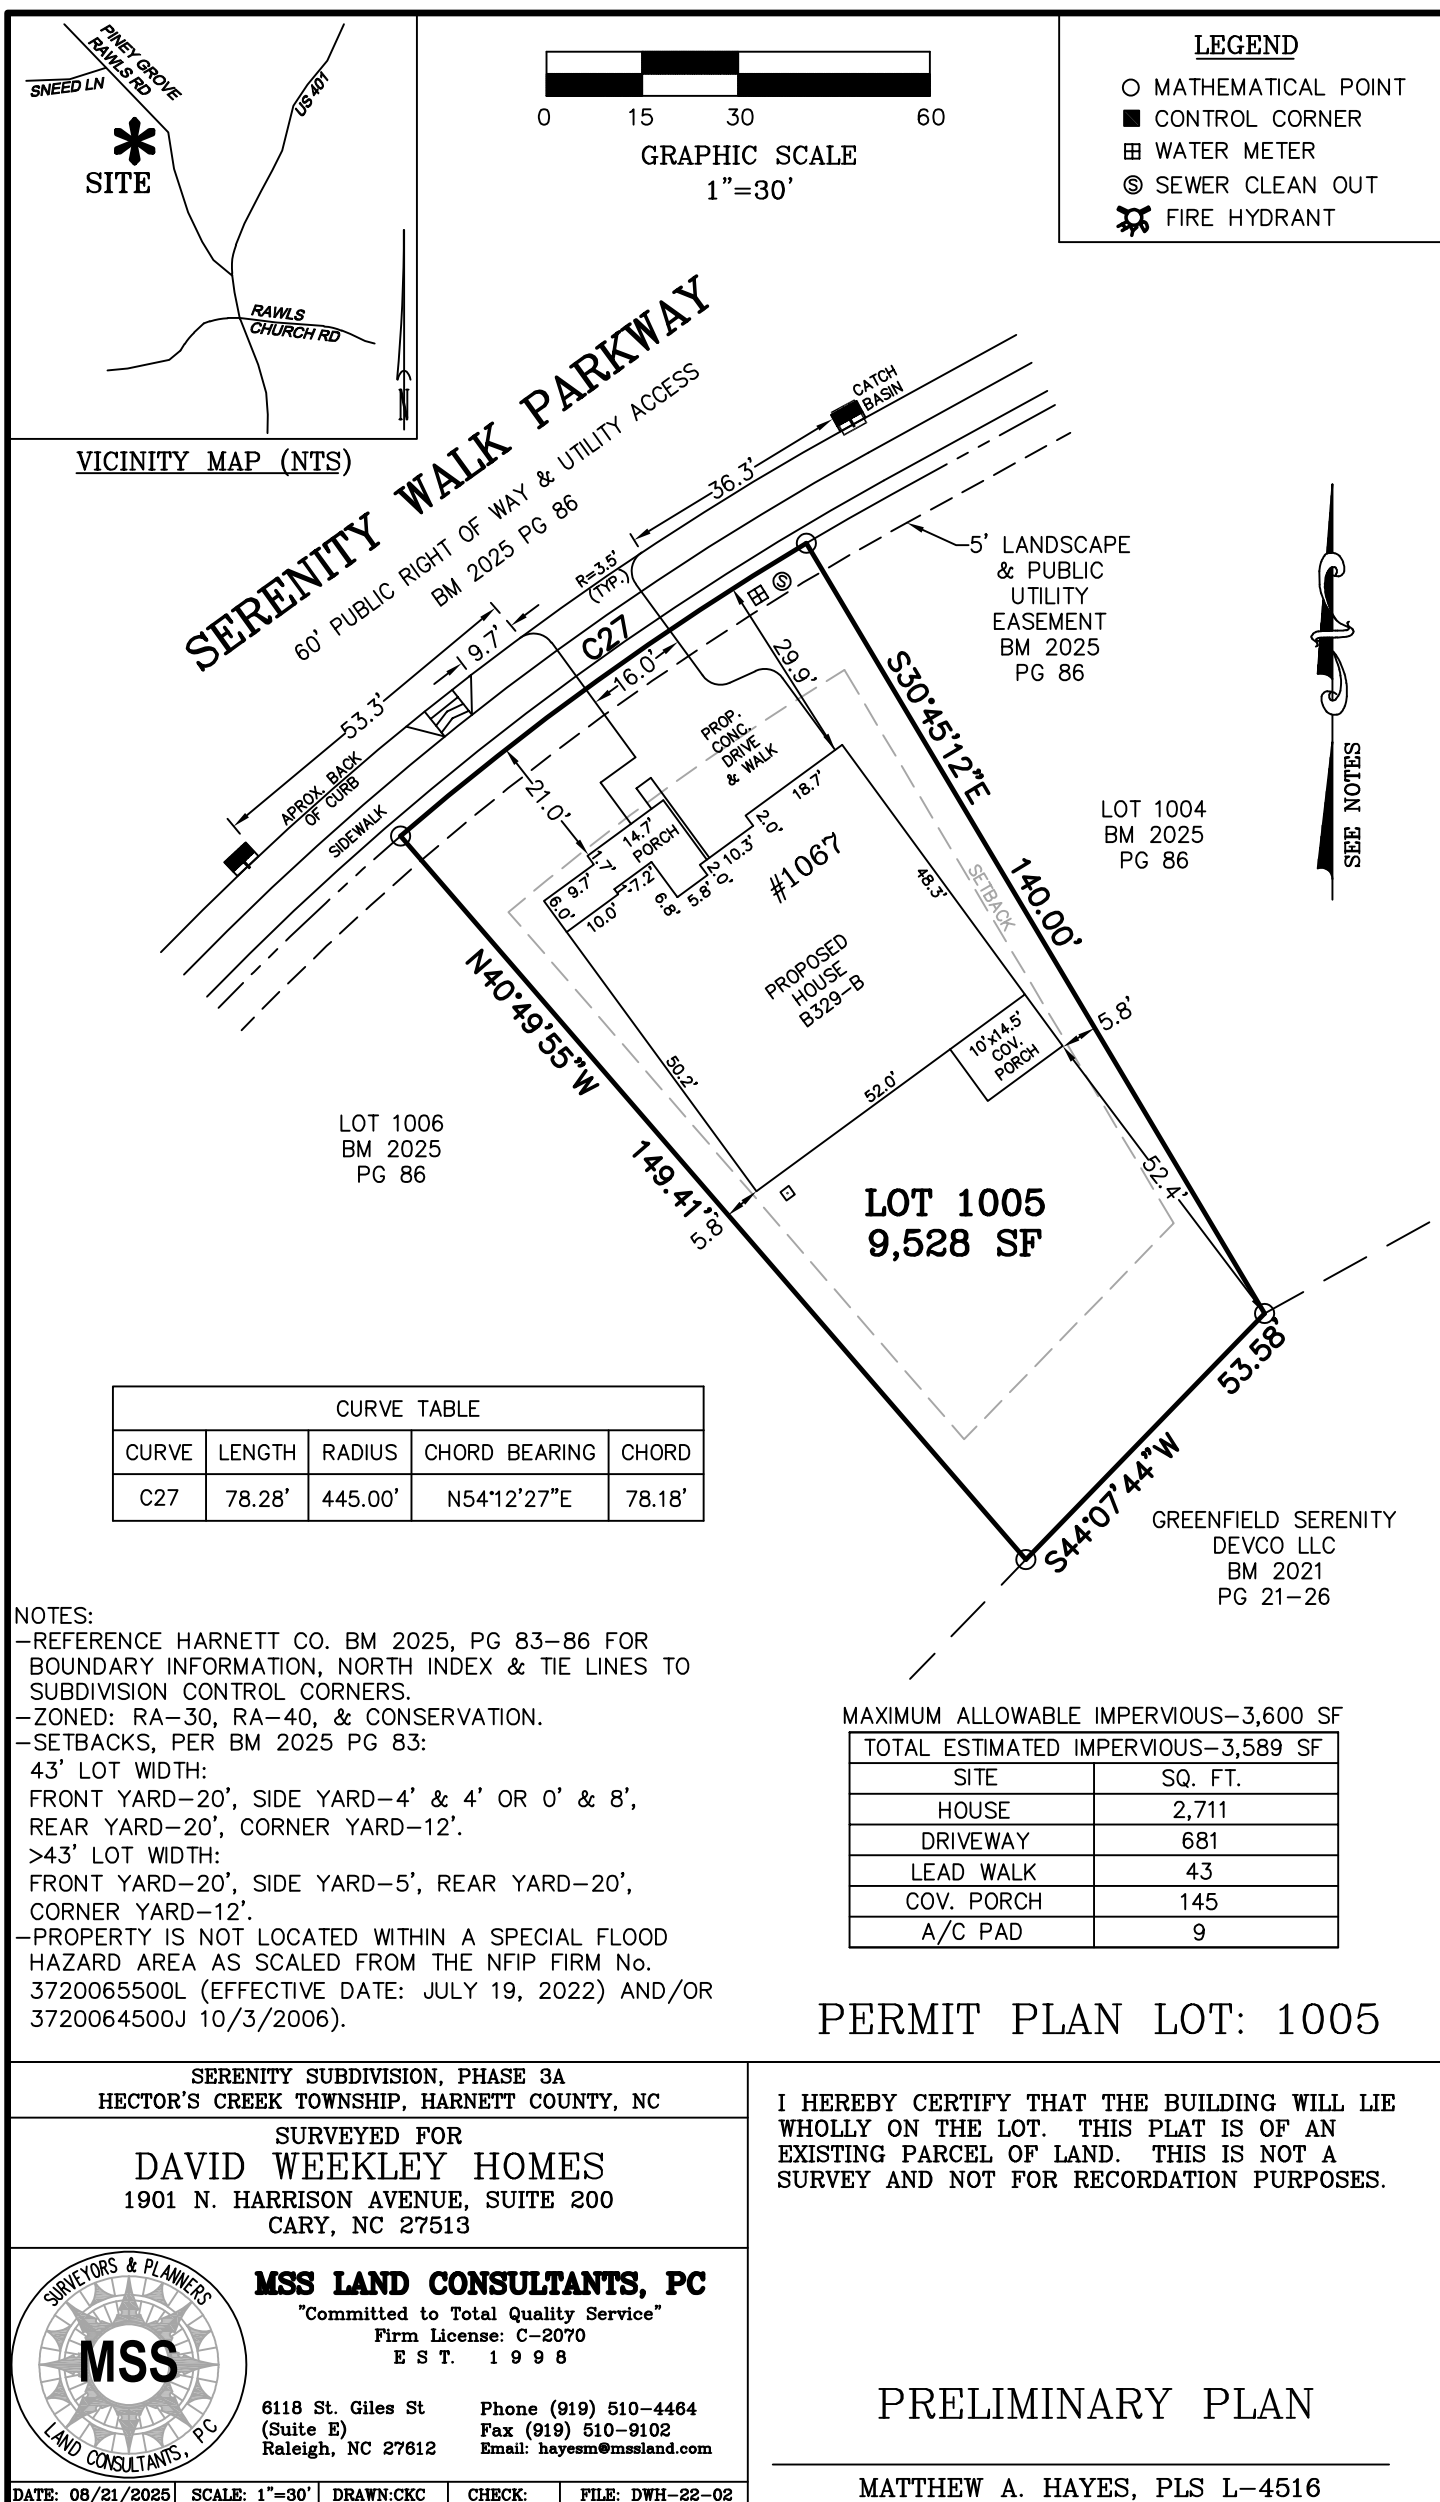 PINEY GROVE
RAWLS RD
SNEED LN
US 401
SITE
RAWLS
CHURCH RD
N
VICINITY MAP (NTS)
0 15 30 60
GRAPHIC SCALE
1"=30'
LEGEND
MATHEMATICAL POINT
CONTROL CORNER
WATER METER
S SEWER CLEAN OUT
FIRE HYDRANT
SERENITY WALK PARKWAY
60' PUBLIC RIGHT OF WAY & UTILITY ACCESS
BM 2025 PG 86
CATCH
BASIN
36.3'
R=3.5'
(TYP.)
9.7'
53.3'
C27
16.0'
APROX. BACK
OF CURB
SIDEWALK
5' LANDSCAPE
& PUBLIC
UTILITY
EASEMENT
BM 2025
PG 86
S
29.9'
21.0'
PROP.
CONC.
DRIVE
& WALK
S30°45'12"E
140.00'
SETBACK
LOT 1004
BM 2025
PG 86
SEE NOTES
18.7'
2.0'
10.3'
2.0'
5.8'
6.8'
7.2'
14.7'
PORCH
1.7'
9.7'
6.0'
10.0'
#1067
48.3'
PROPOSED
HOUSE
B329-B
50.2'
52.0'
10'x14.5'
COV.
PORCH
5.8'
52.4'
N40°49'55"W
149.41'
5.8'
LOT 1006
BM 2025
PG 86
LOT 1005
9,528 SF
53.58'
S44°07'44"W
GREENFIELD SERENITY
DEVCO LLC
BM 2021
PG 21-26
CURVE TABLE
CURVE LENGTH RADIUS CHORD BEARING CHORD
C27 78.28' 445.00' N54°12'27"E 78.18'
NOTES:
-REFERENCE HARNETT CO. BM 2025, PG 83-86 FOR
BOUNDARY INFORMATION, NORTH INDEX & TIE LINES TO
SUBDIVISION CONTROL CORNERS.
-ZONED: RA-30, RA-40, & CONSERVATION.
-SETBACKS, PER BM 2025 PG 83:
43' LOT WIDTH:
FRONT YARD-20', SIDE YARD-4' & 4' OR 0' & 8',
REAR YARD-20', CORNER YARD-12'.
>43' LOT WIDTH:
FRONT YARD-20', SIDE YARD-5', REAR YARD-20',
CORNER YARD-12'.
-PROPERTY IS NOT LOCATED WITHIN A SPECIAL FLOOD
HAZARD AREA AS SCALED FROM THE NFIP FIRM No.
3720065500L (EFFECTIVE DATE: JULY 19, 2022) AND/OR
3720064500J 10/3/2006).
MAXIMUM ALLOWABLE IMPERVIOUS-3,600 SF
TOTAL ESTIMATED IMPERVIOUS-3,589 SF
SITE SQ. FT.
HOUSE 2,711
DRIVEWAY 681
LEAD WALK 43
COV. PORCH 145
A/C PAD 9
PERMIT PLAN LOT: 1005
SERENITY SUBDIVISION, PHASE 3A
HECTOR'S CREEK TOWNSHIP, HARNETT COUNTY, NC
SURVEYED FOR
DAVID WEEKLEY HOMES
1901 N. HARRISON AVENUE, SUITE 200
CARY, NC 27513
SURVEYORS & PLANNERS
MSS
LAND CONSULTANTS, PC
MSS LAND CONSULTANTS, PC
"Committed to Total Quality Service"
Firm License: C-2070
EST. 1998
6118 St. Giles St
(Suite E)
Raleigh, NC 27612
Phone (919) 510-4464
Fax (919) 510-9102
Email: hayesm@mssland.com
DATE: 08/21/2025 SCALE: 1"=30' DRAWN:CKC CHECK: FILE: DWH-22-02
I HEREBY CERTIFY THAT THE BUILDING WILL LIE
WHOLLY ON THE LOT. THIS PLAT IS OF AN
EXISTING PARCEL OF LAND. THIS IS NOT A
SURVEY AND NOT FOR RECORDATION PURPOSES.
PRELIMINARY PLAN
MATTHEW A. HAYES, PLS L-4516